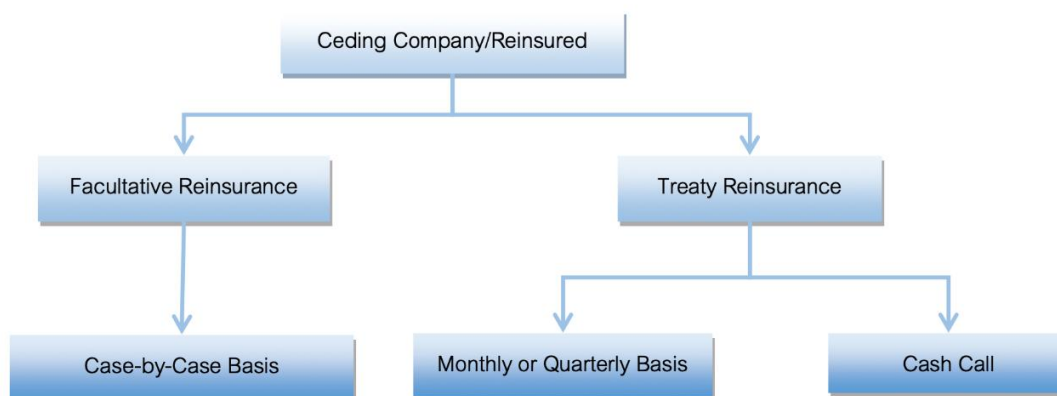 Ceding Company/Reinsured
Facultative Reinsurance
Treaty Reinsurance
Case-by-Case Basis
Monthly or Quarterly Basis
Cash Call